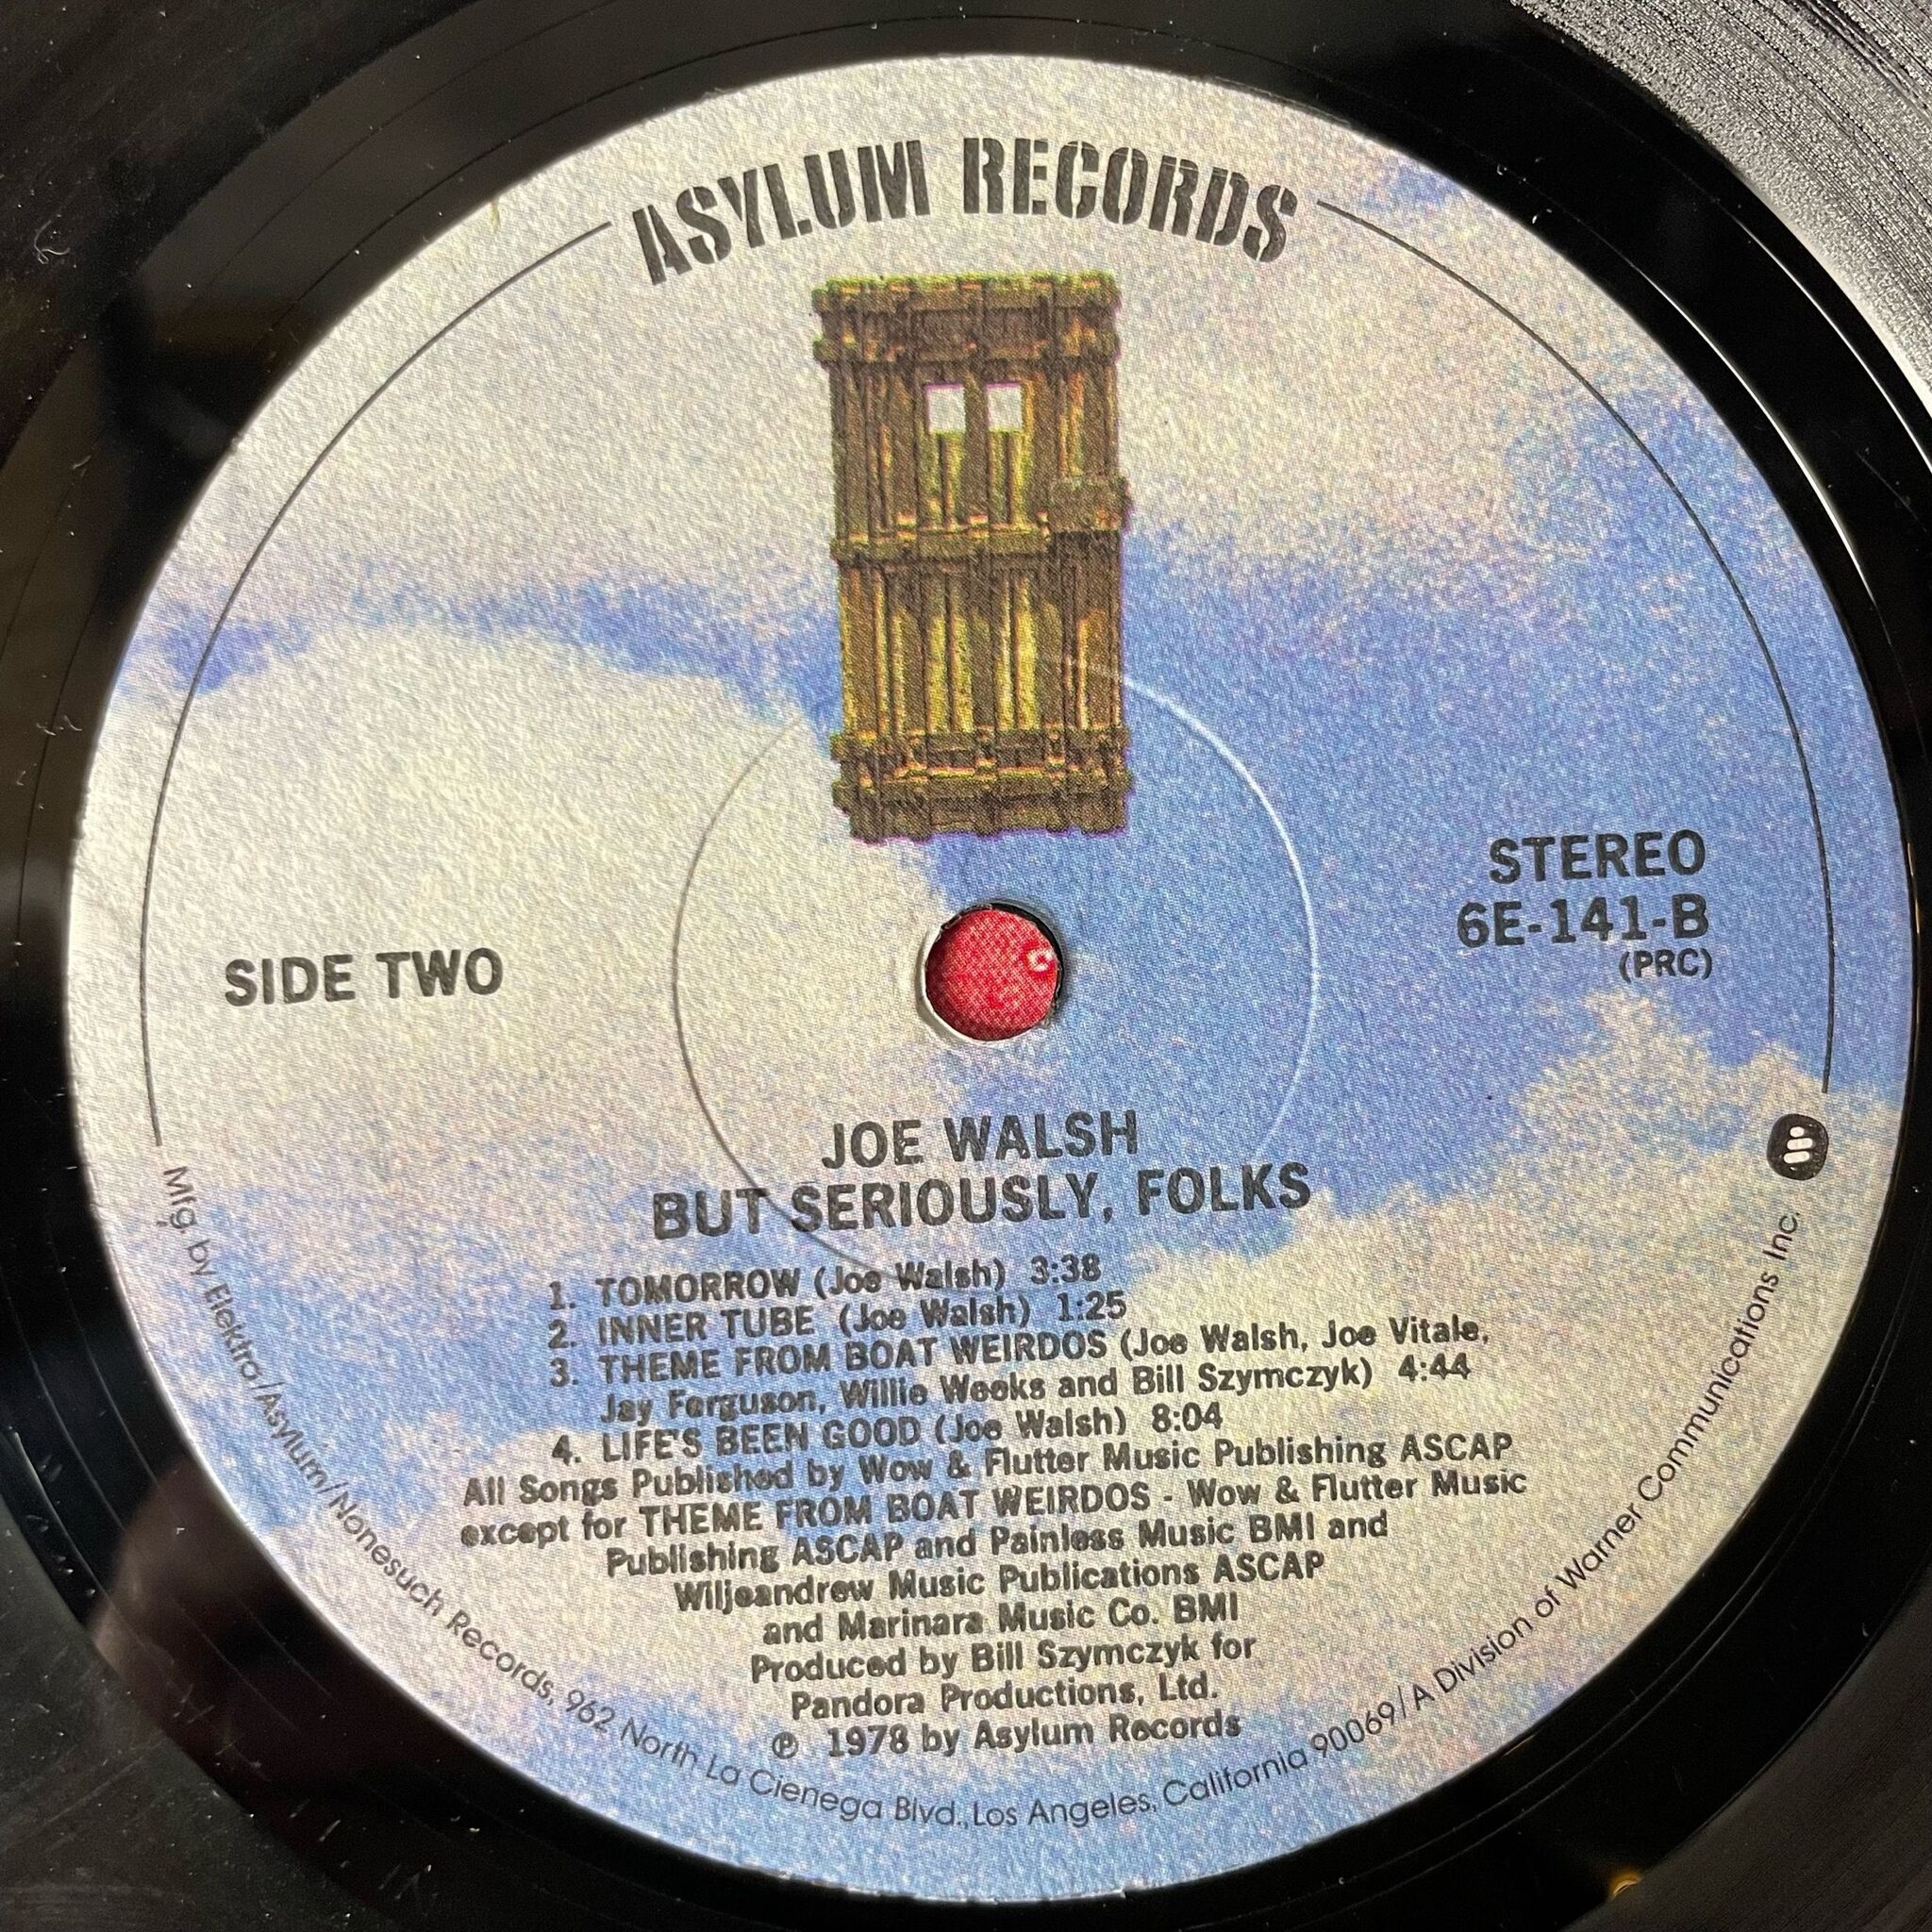 ASYLUM RECORDS
STEREO
6E-141-B
(PRC)
SIDE TWO
JOE WALSH
BUT SERIOUSLY, FOLKS
1. TOMORROW (Joe Walsh) 3:38
2. INNER TUBE (Joe Walsh) 1:25
3. THEME FROM BOAT WEIRDOS (Joe Walsh, Joe Vitale,
Jay Ferguson, Willie Weeks and Bill Szymczyk) 4:44
4. LIFE'S BEEN GOOD (Joe Walsh) 8:04
All Songs Published by Wow & Flutter Music Publishing ASCAP
except for THEME FROM BOAT WEIRDOS - Wow & Flutter Music
Publishing ASCAP and Painless Music BMI and
Wiljeandrew Music Publications ASCAP
and Marinara Music Co. BMI
Produced by Bill Szymczyk for
Pandora Productions, Ltd.
℗ 1978 by Asylum Records
Mfg. by Elektra/Asylum/Nonesuch Records, 962 North La Cienega Blvd., Los Angeles, California 90069/A Division of Warner Communications Inc.